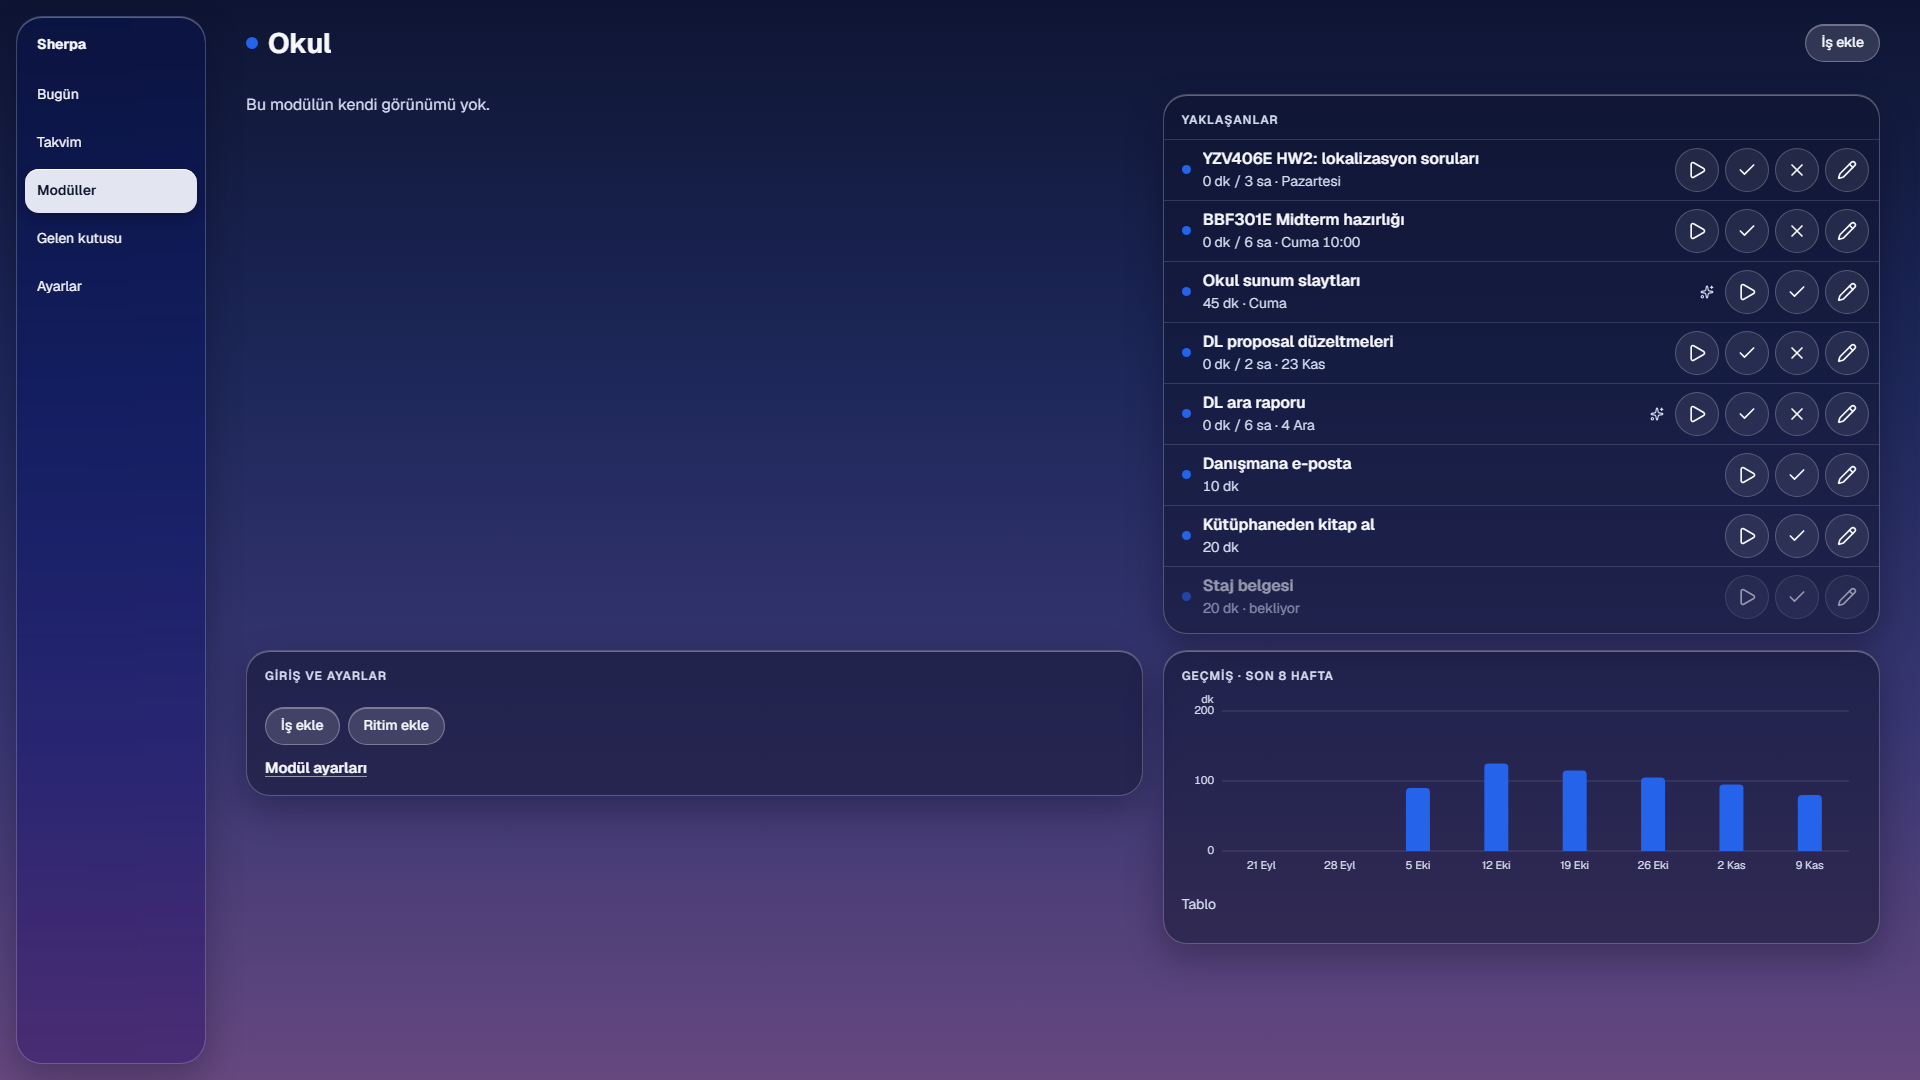 Sherpa
Bugün
Takvim
Modüller
Gelen kutusu
Ayarlar
Okul
İş ekle
Bu modülün kendi görünümü yok.
YAKLAŞANLAR
YZV406E HW2: lokalizasyon soruları
0 dk / 3 sa · Pazartesi
BBF301E Midterm hazırlığı
0 dk / 6 sa · Cuma 10:00
Okul sunum slaytları
45 dk · Cuma
DL proposal düzeltmeleri
0 dk / 2 sa · 23 Kas
DL ara raporu
0 dk / 6 sa · 4 Ara
Danışmana e-posta
10 dk
Kütüphaneden kitap al
20 dk
Staj belgesi
20 dk · bekliyor
GİRİŞ VE AYARLAR
İş ekle
Ritim ekle
Modül ayarları
GEÇMİŞ · SON 8 HAFTA
dk
200
100
0
21 Eyl
28 Eyl
5 Eki
12 Eki
19 Eki
26 Eki
2 Kas
9 Kas
Tablo